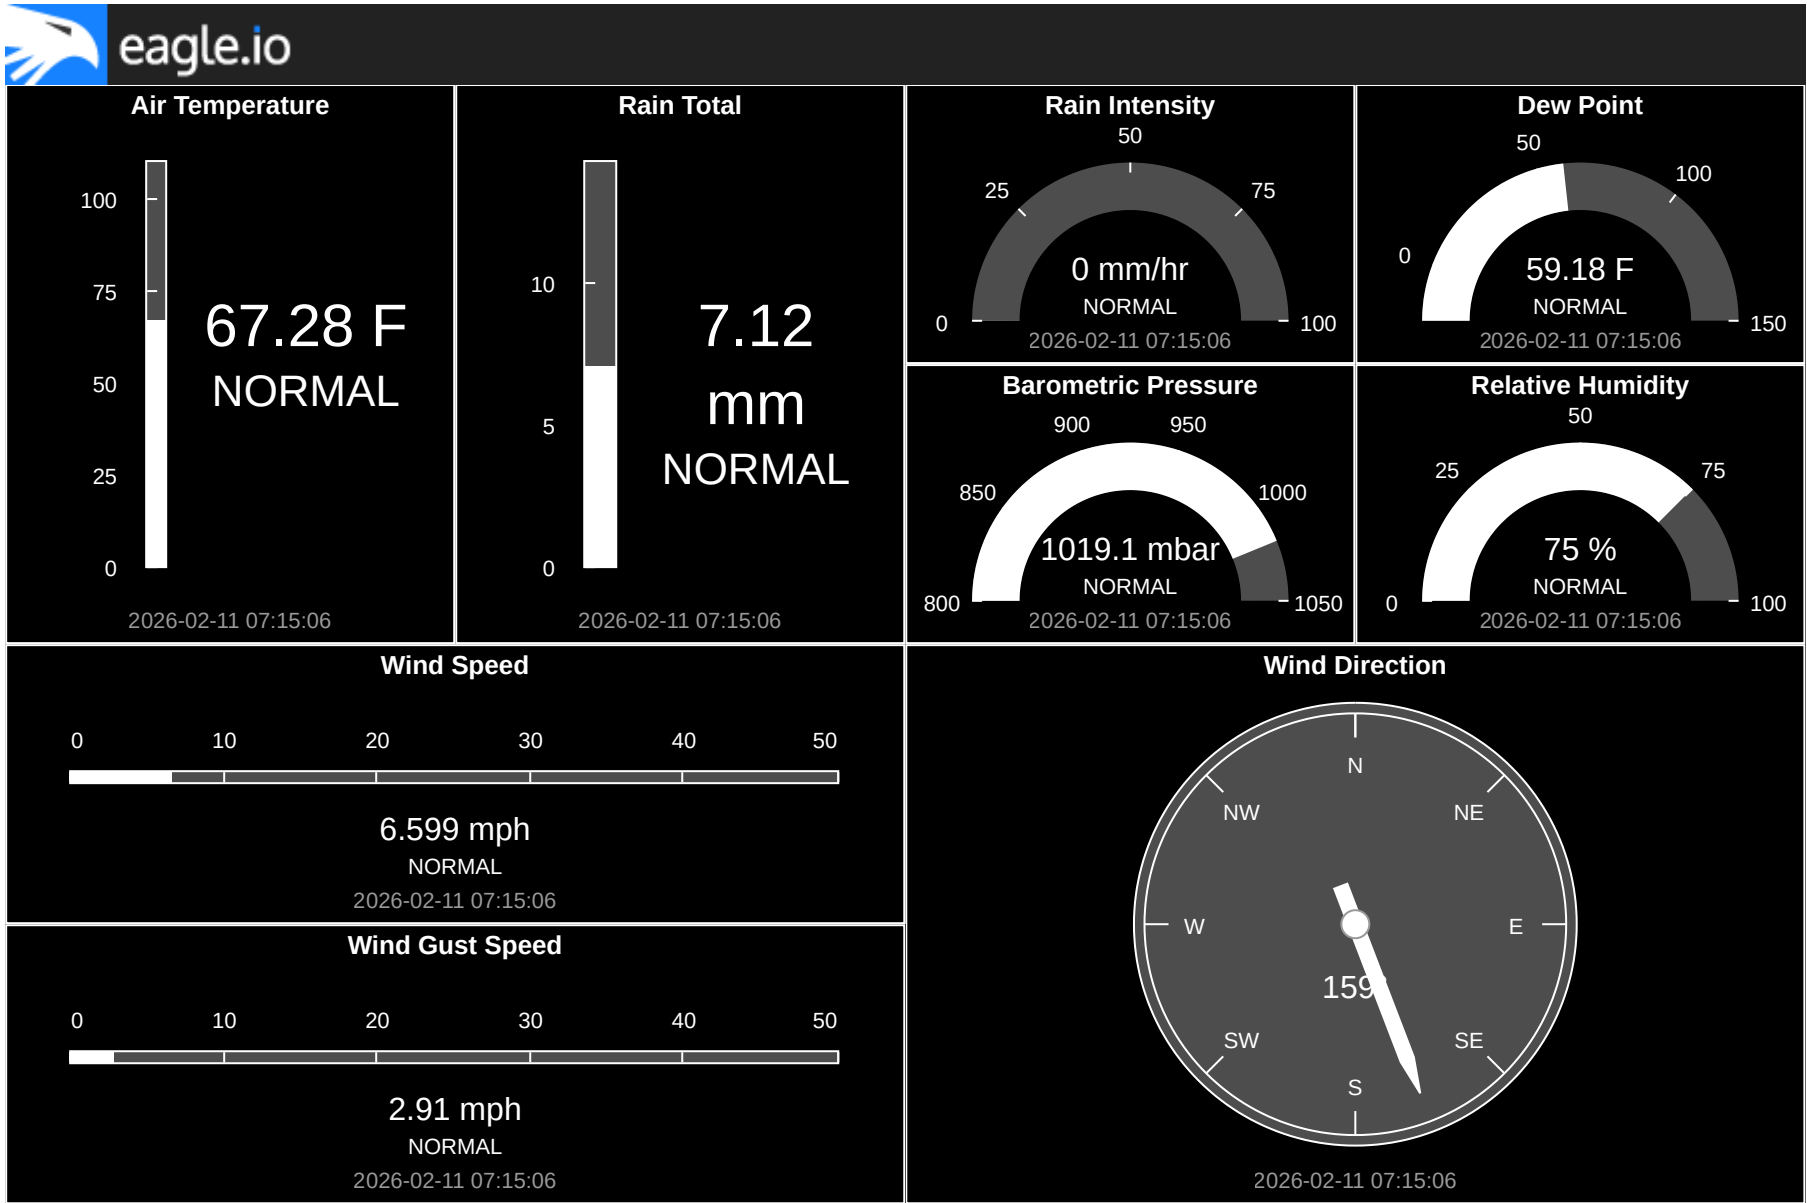 eagle.io
Air Temperature
100
75
50
25
0
67.28 F
NORMAL
2026-02-11 07:15:06
Rain Total
10
5
0
7.12
mm
NORMAL
2026-02-11 07:15:06
Rain Intensity
0
25
50
75
100
0 mm/hr
NORMAL
2026-02-11 07:15:06
Dew Point
0
50
100
150
59.18 F
NORMAL
2026-02-11 07:15:06
Barometric Pressure
800
850
900
950
1000
1050
1019.1 mbar
NORMAL
2026-02-11 07:15:06
Relative Humidity
0
25
50
75
100
75 %
NORMAL
2026-02-11 07:15:06
Wind Speed
0 10 20 30 40 50
6.599 mph
NORMAL
2026-02-11 07:15:06
Wind Gust Speed
0 10 20 30 40 50
2.91 mph
NORMAL
2026-02-11 07:15:06
Wind Direction
N
NW NE
W E
159
SW SE
S
2026-02-11 07:15:06